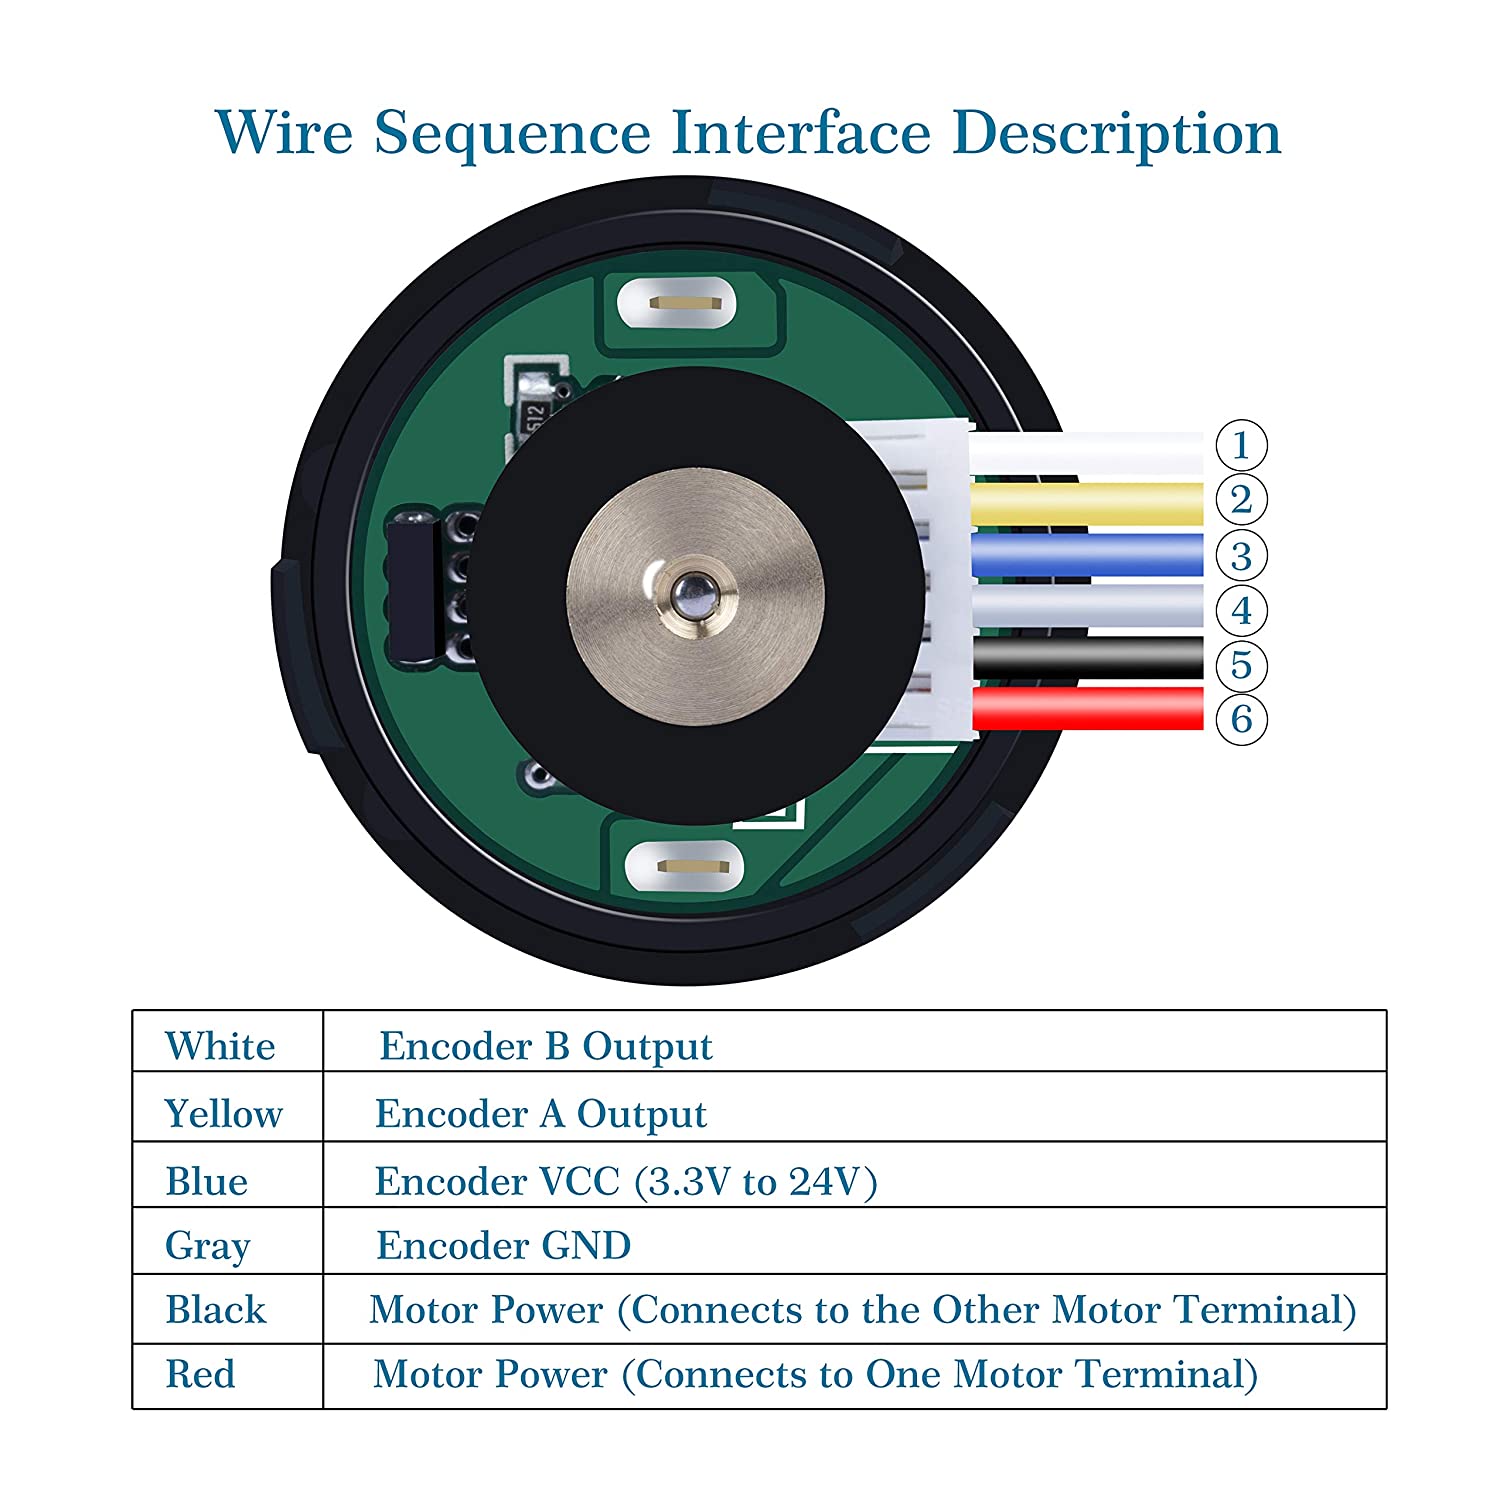 Wire Sequence Interface Description
512
1
2
3
4
5
6
White Encoder B Output
Yellow Encoder A Output
Blue Encoder VCC (3.3V to 24V)
Gray Encoder GND
Black Motor Power (Connects to the Other Motor Terminal)
Red Motor Power (Connects to One Motor Terminal)